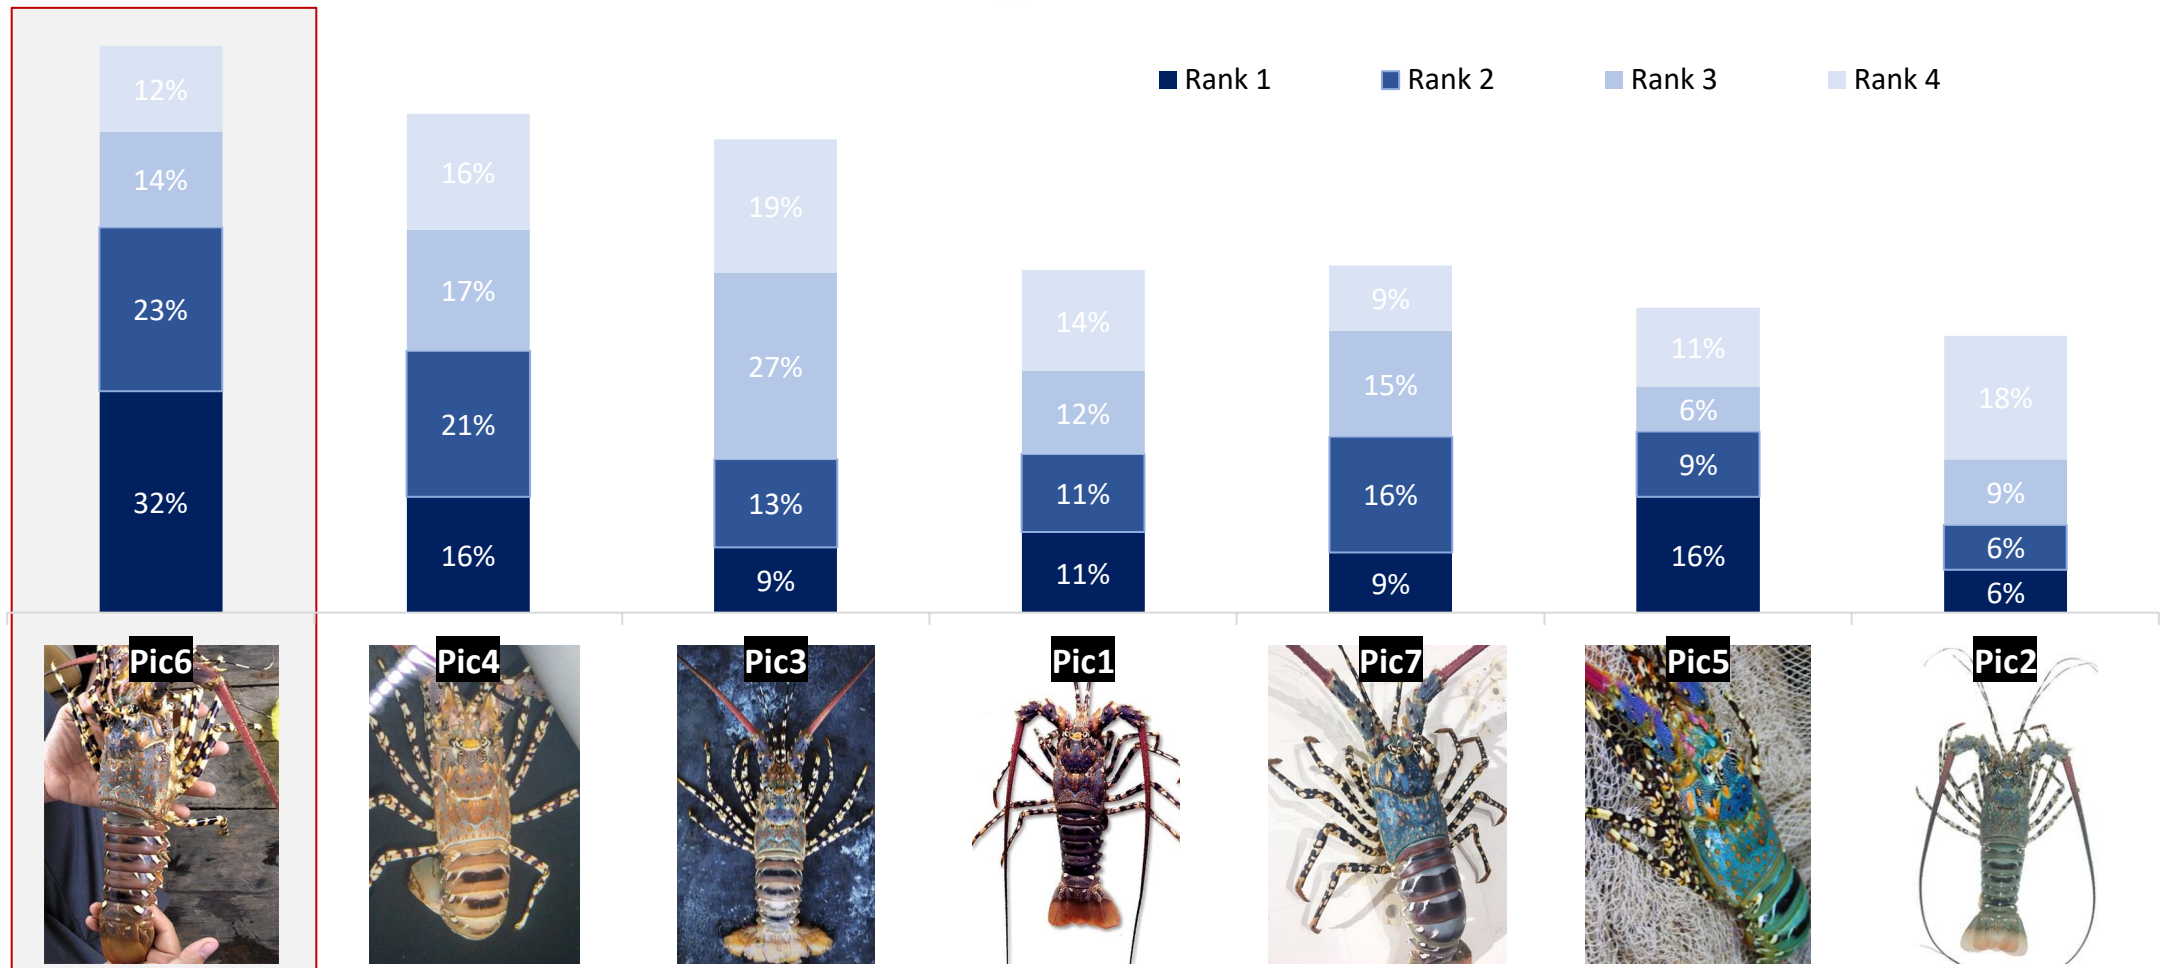 Rank 1
Rank 2
Rank 3
Rank 4
12%
14%
23%
32%
16%
17%
21%
16%
19%
27%
13%
9%
14%
12%
11%
11%
9%
15%
16%
9%
11%
6%
9%
16%
18%
9%
6%
6%
Pic6
Pic4
Pic3
Pic1
Pic7
Pic5
Pic2